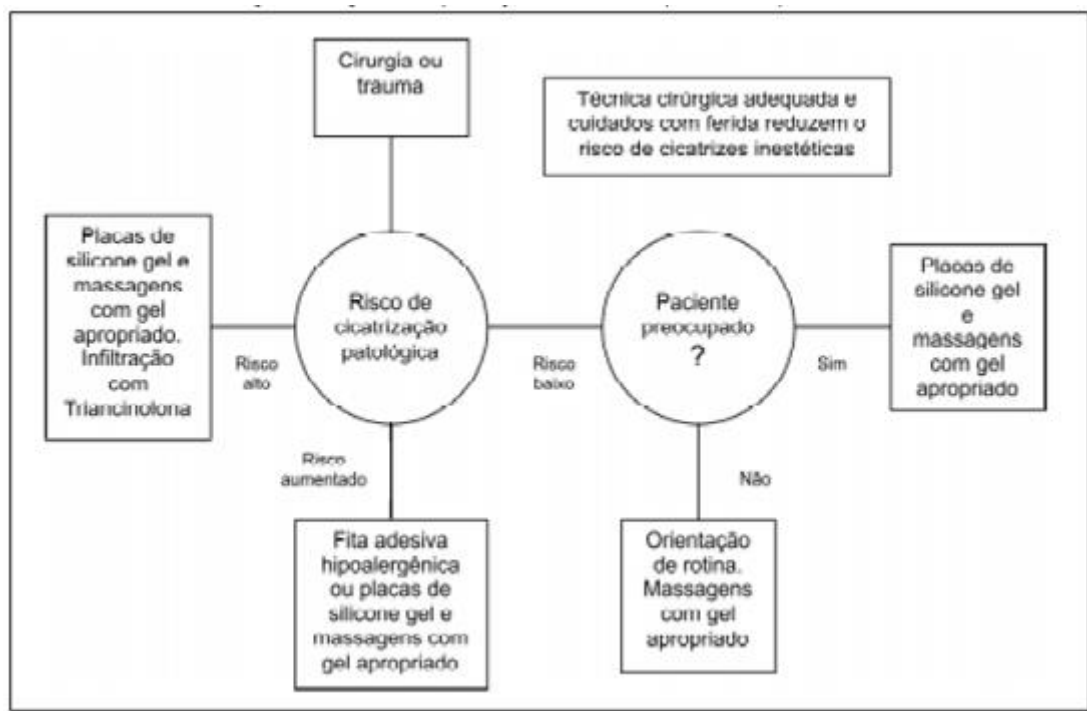 Cirurgia ou
trauma
Técnica cirúrgica adequada e
cuidados com ferida reduzem o
risco de cicatrizes inestéticas
Placas de
silicone gel e
massagens
com gel
apropriado.
Infiltração
com
Triancinolona
Risco
alto
Risco de
cicatrização
patológica
Risco
baixo
Paciente
preocupado
?
Sim
Placas de
silicone gel
e
massagens
com gel
apropriado
Risco
aumentado
Não
Fita adesiva
hipoalergênica
ou placas de
silicone gel e
massagens com
gel apropriado
Orientação
de rotina.
Massagens
com gel
apropriado